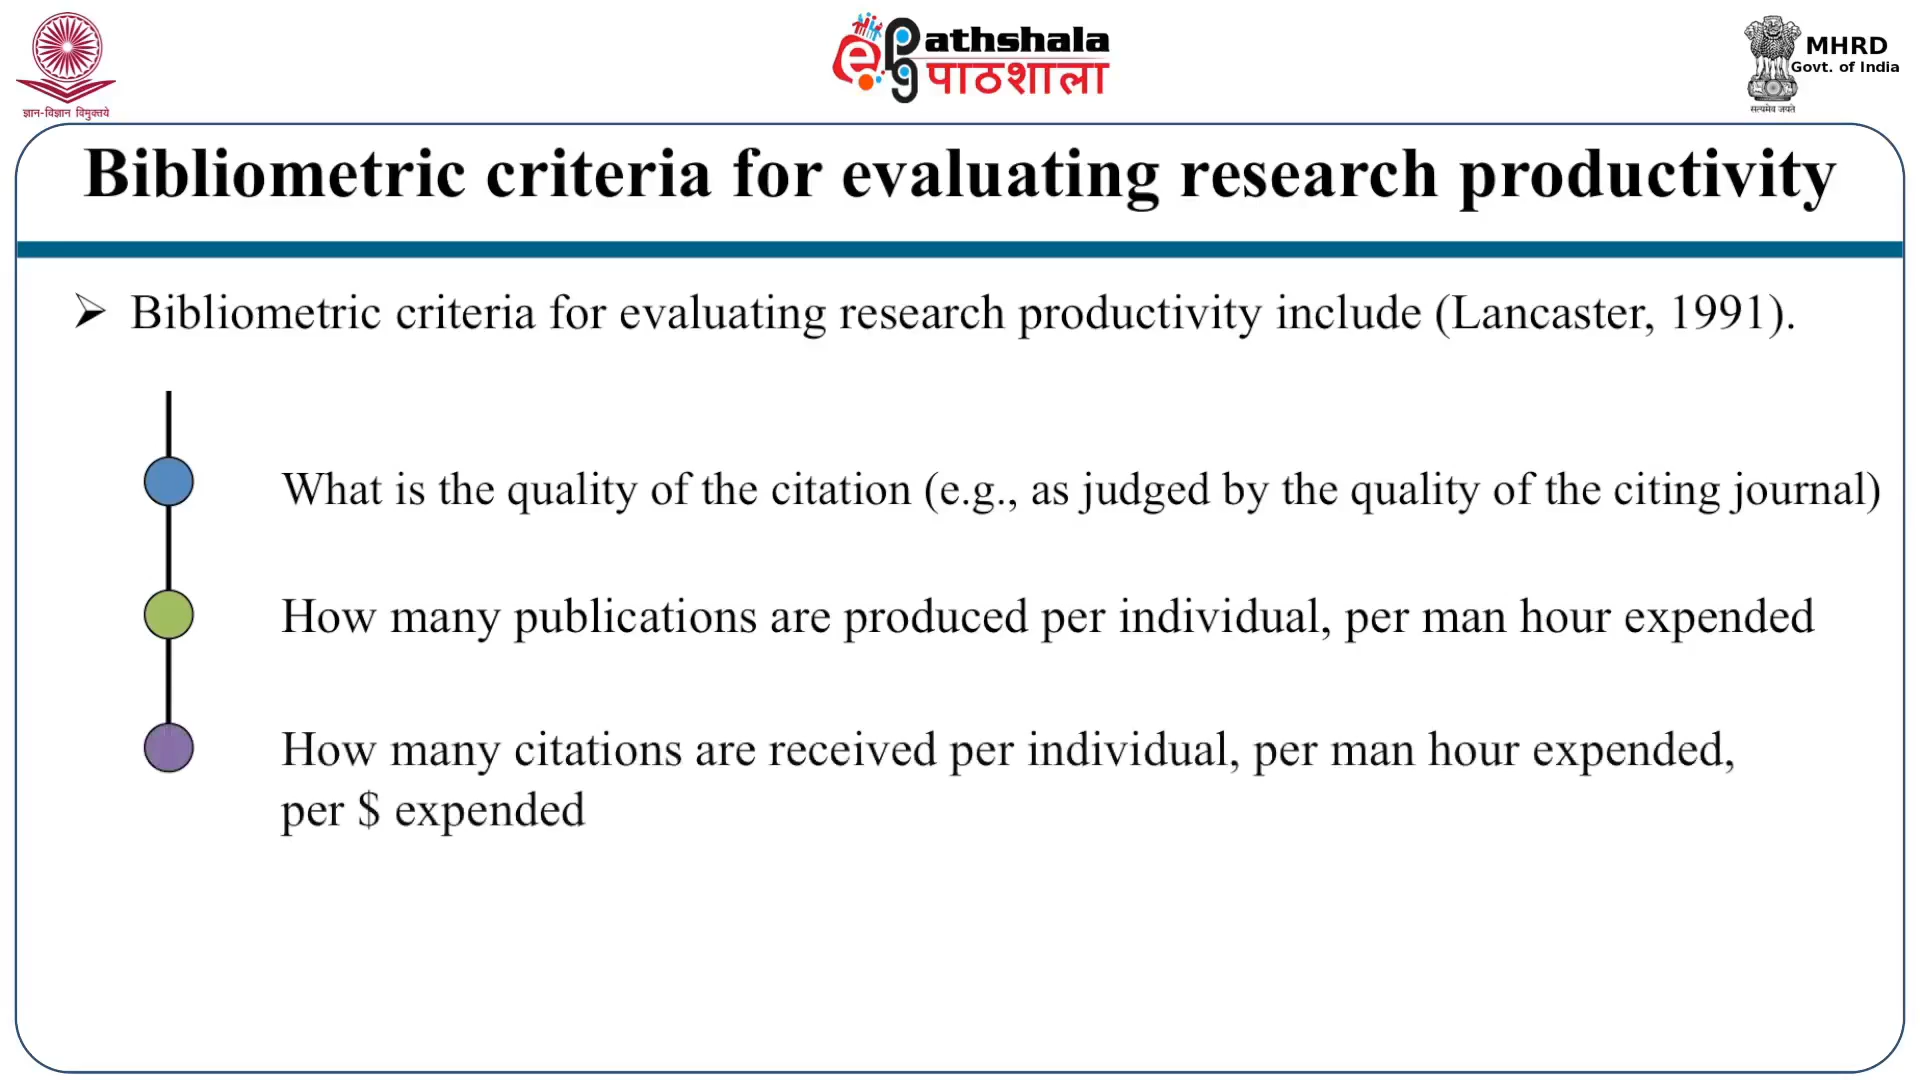 ज्ञान-विज्ञान विमुक्तये
e pg Pathshala
पाठशाला
MHRD
Govt. of India
सत्यमेव जयते
Bibliometric criteria for evaluating research productivity
Bibliometric criteria for evaluating research productivity include (Lancaster, 1991).
What is the quality of the citation (e.g., as judged by the quality of the citing journal)
How many publications are produced per individual, per man hour expended
How many citations are received per individual, per man hour expended,
per $ expended